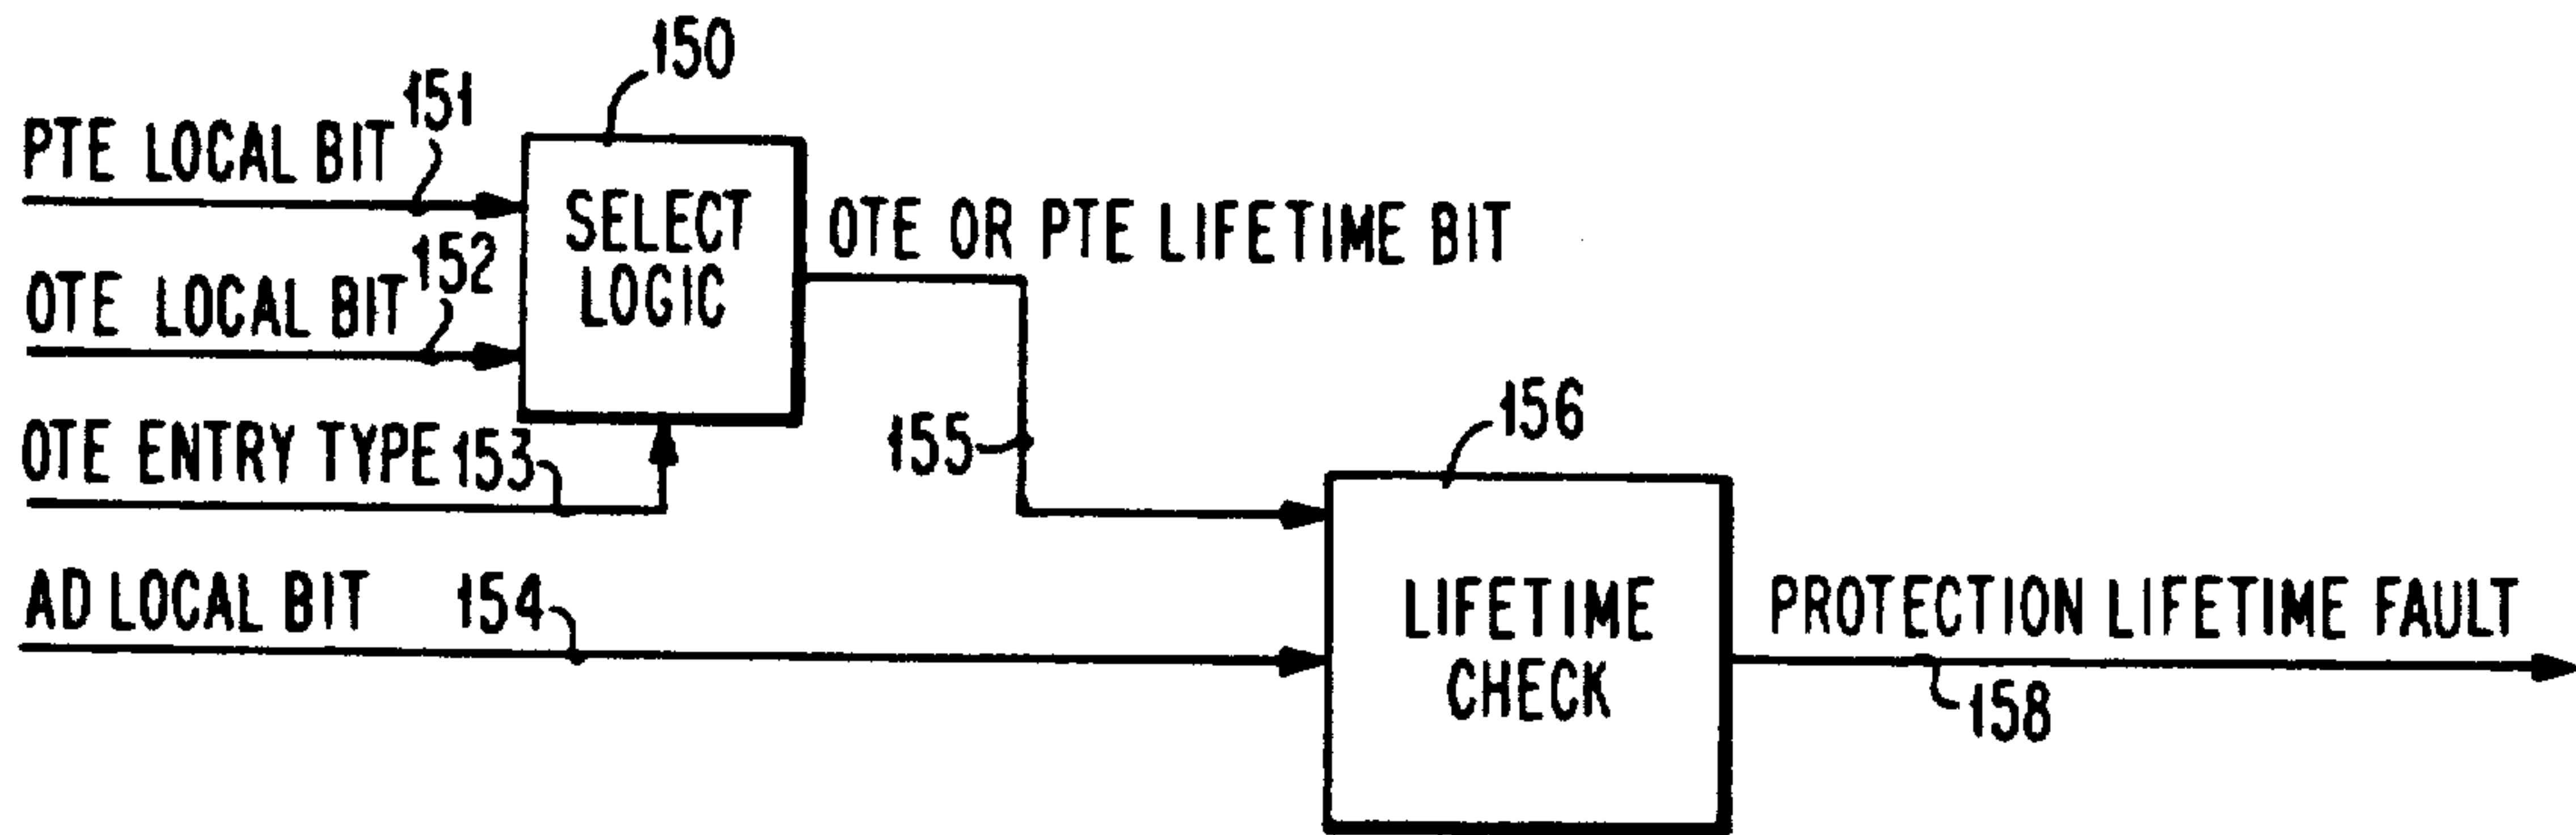 150
PTE LOCAL BIT 151
SELECT
LOGIC
OTE OR PTE LIFETIME BIT
OTE LOCAL BIT 152
OTE ENTRY TYPE 153
155
156
AD LOCAL BIT 154
LIFETIME
CHECK
PROTECTION LIFETIME FAULT
158